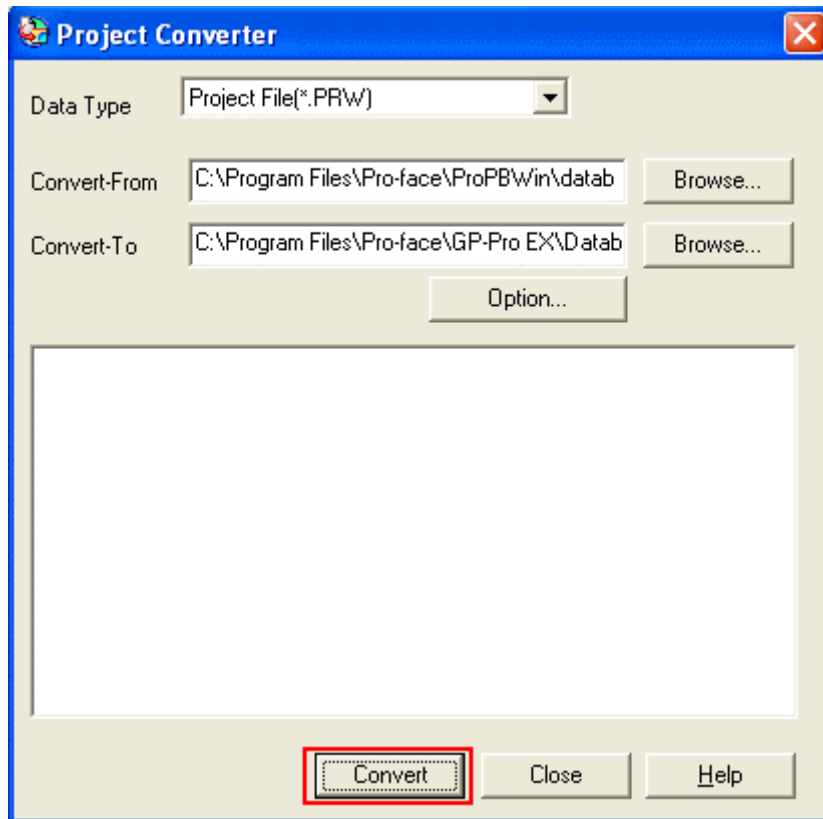 Project Converter
Data Type Project File(*.PRW)
Convert-From C:\Program Files\Pro-face\ProPBWin\datab Browse...
Convert-To C:\Program Files\Pro-face\GP-Pro EX\Datab Browse...
Option...
Convert Close Help